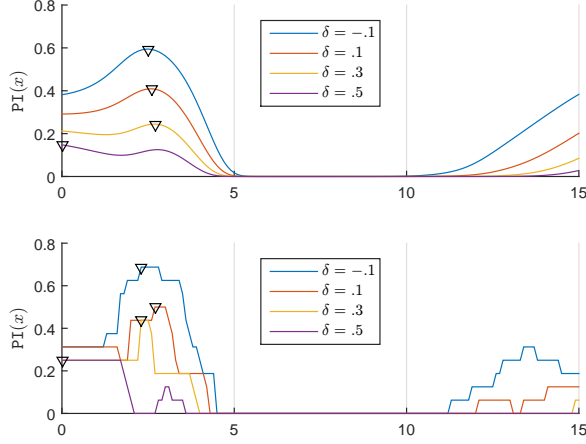 0.8
0.6
0.4
0.2
0
PI(x)
δ = −.1
δ = .1
δ = .3
δ = .5
0 5 10 15
0.8
0.6
0.4
0.2
0
PI(x)
δ = −.1
δ = .1
δ = .3
δ = .5
0 5 10 15